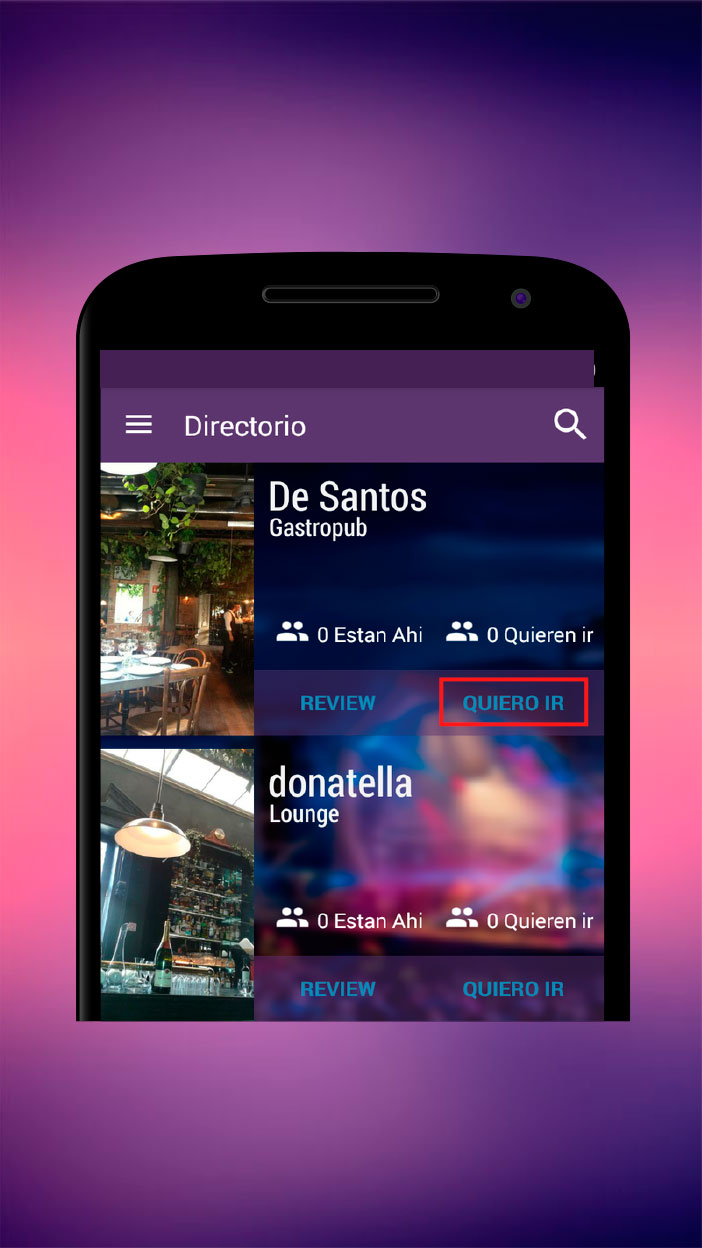 Directorio
De Santos
Gastropub
0 Estan Ahi 0 Quieren ir
REVIEW QUIERO IR
donatella
Lounge
0 Estan Ahi 0 Quieren ir
REVIEW QUIERO IR